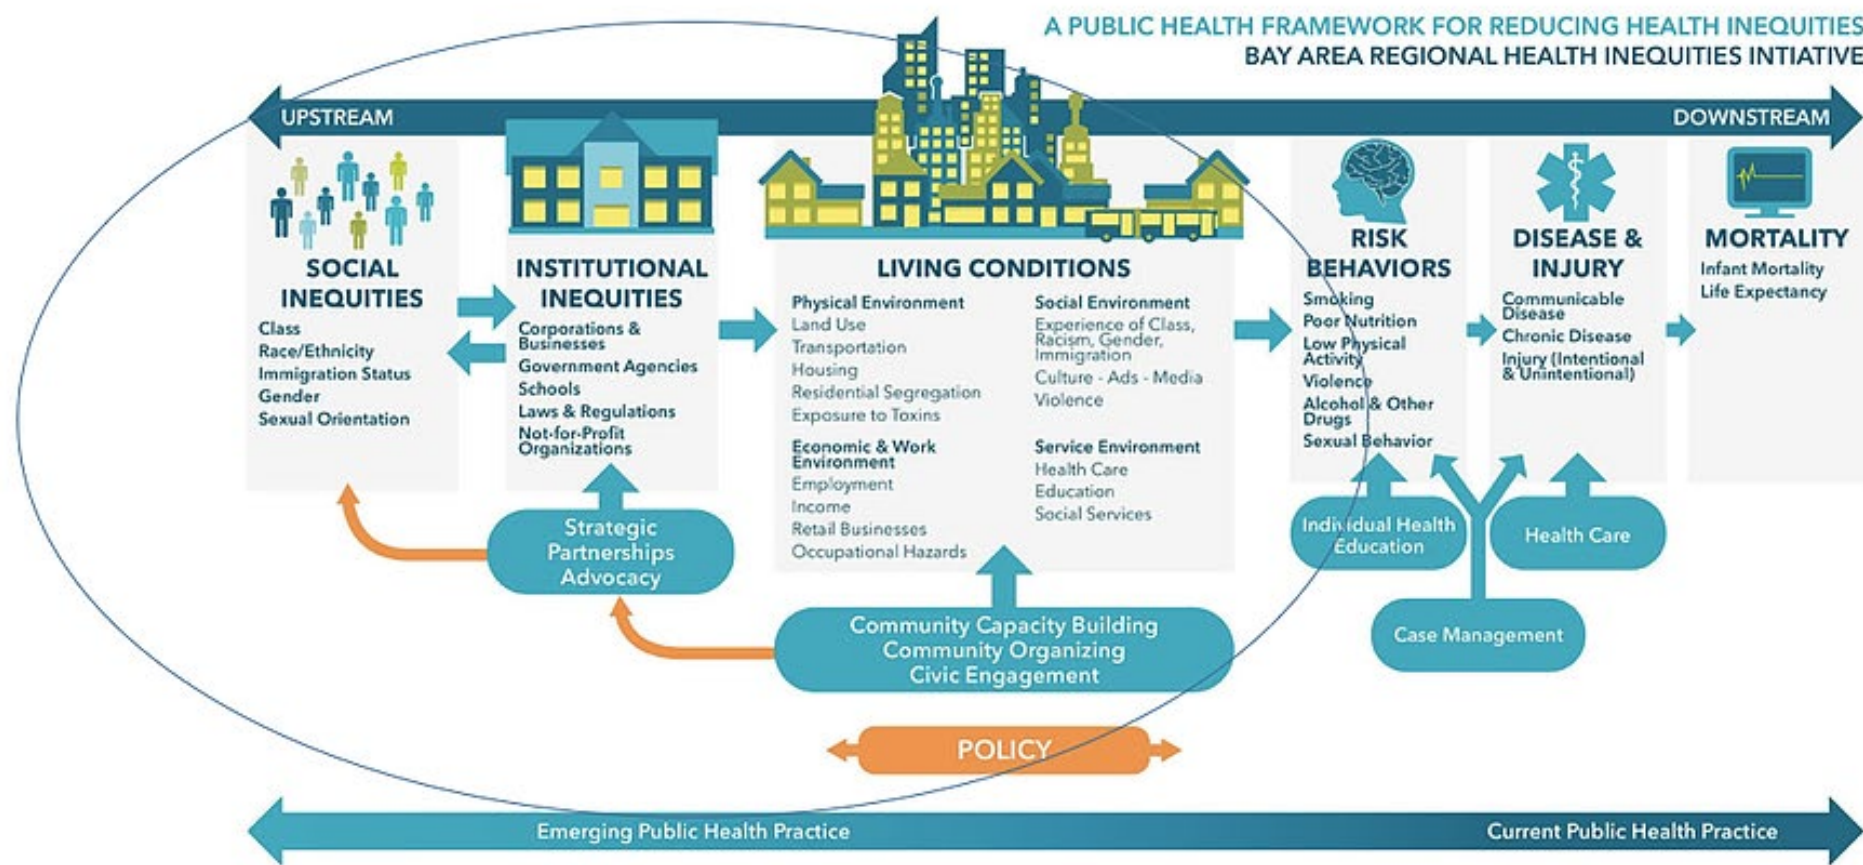 A PUBLIC HEALTH FRAMEWORK FOR REDUCING HEALTH INEQUITIES
BAY AREA REGIONAL HEALTH INEQUITIES INTIATIVE
UPSTREAM
DOWNSTREAM
SOCIAL
INEQUITIES
Class
Race/Ethnicity
Immigration Status
Gender
Sexual Orientation
INSTITUTIONAL
INEQUITIES
Corporations &
Businesses
Government Agencies
Schools
Laws & Regulations
Not-for-Profit
Organizations
LIVING CONDITIONS
Physical Environment
Land Use
Transportation
Housing
Residential Segregation
Exposure to Toxins
Economic & Work
Environment
Employment
Income
Retail Businesses
Occupational Hazards
Social Environment
Experience of Class,
Racism, Gender,
Immigration
Culture - Ads - Media
Violence
Service Environment
Health Care
Education
Social Services
RISK
BEHAVIORS
Smoking
Poor Nutrition
Low Physical
Activity
Violence
Alcohol & Other
Drugs
Sexual Behavior
DISEASE &
INJURY
Communicable
Disease
Chronic Disease
Injury (Intentional
& Unintentional)
MORTALITY
Infant Mortality
Life Expectancy
Strategic
Partnerships
Advocacy
Community Capacity Building
Community Organizing
Civic Engagement
Individual Health
Education
Health Care
Case Management
POLICY
Emerging Public Health Practice
Current Public Health Practice